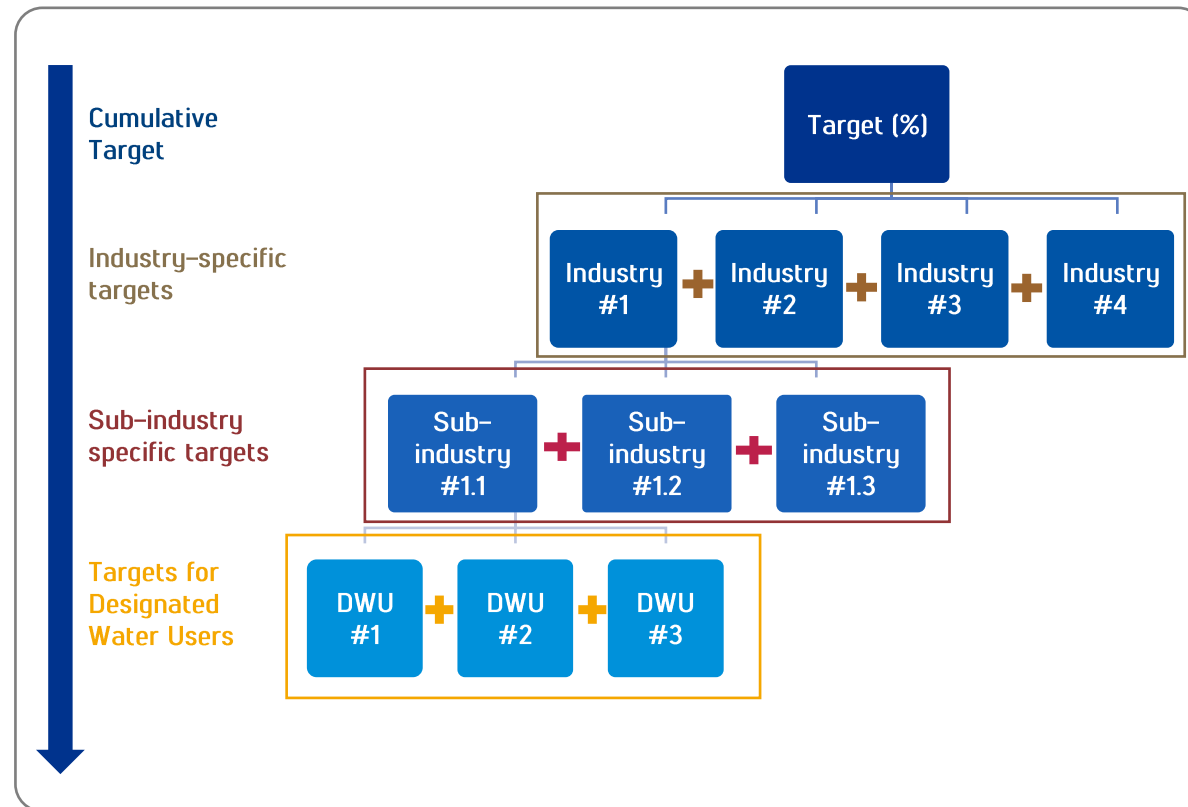 Cumulative
Target
Target (%)
Industry-specific
targets
Industry
#1
Industry
#2
Industry
#3
Industry
#4
Sub-industry
specific targets
Sub-
industry
#1.1
Sub-
industry
#1.2
Sub-
industry
#1.3
Targets for
Designated
Water Users
DWU
#1
DWU
#2
DWU
#3